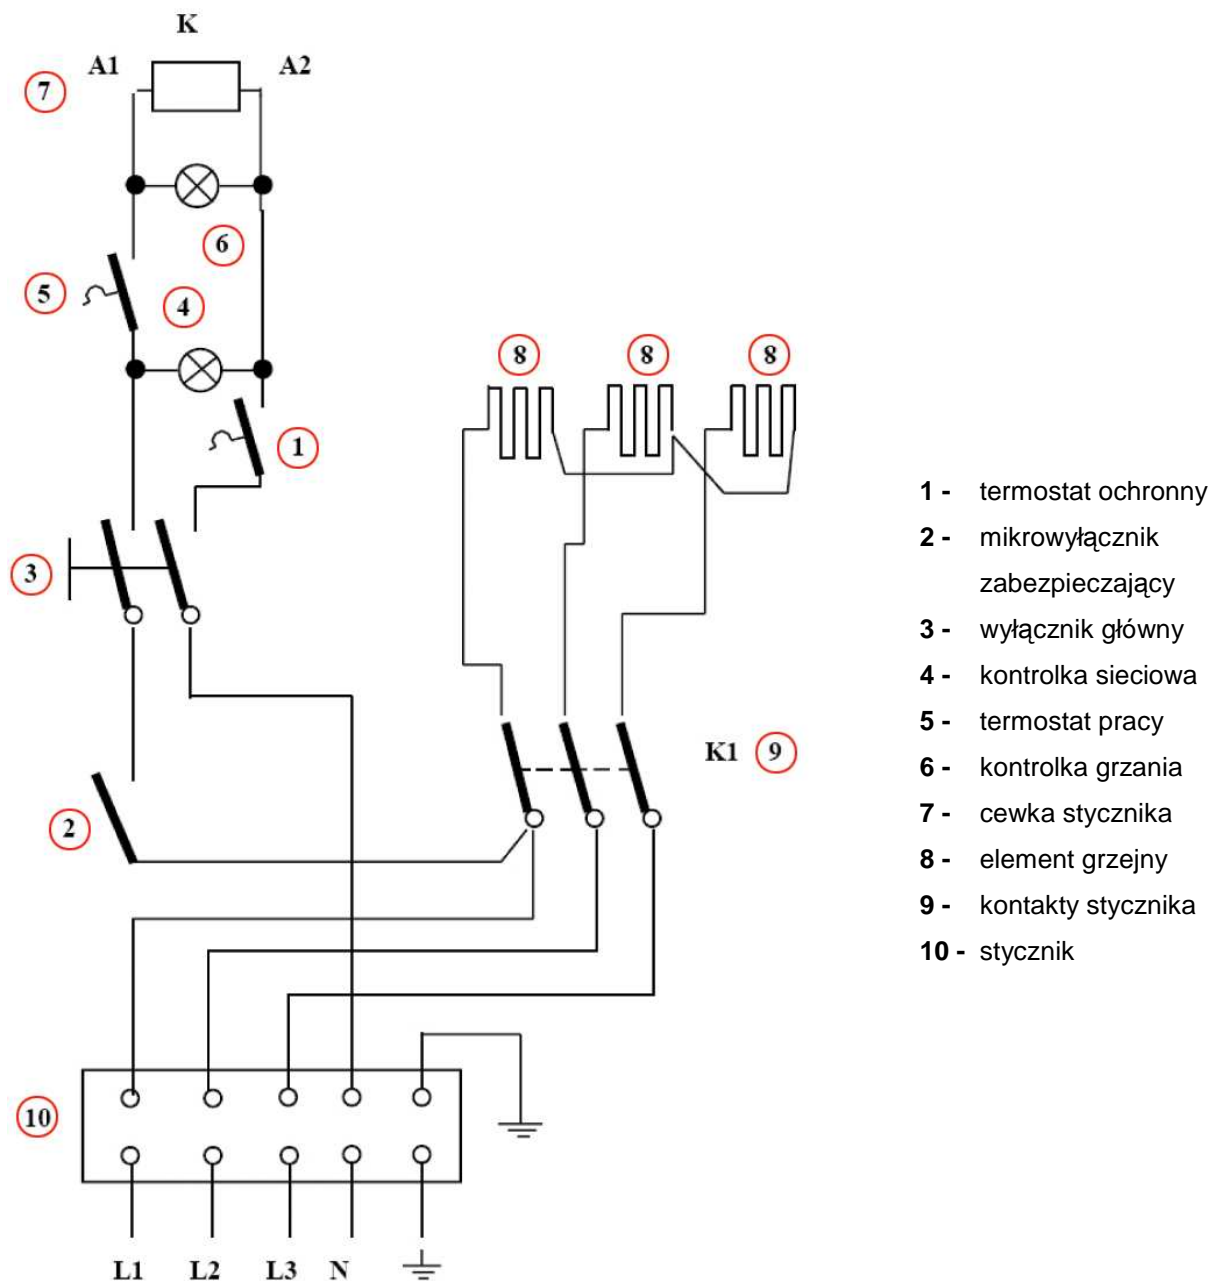 K
A1
A2
7
6
5
4
8
8
8
1
3
K1
9
2
10
L1
L2
L3
N
1 - termostat ochronny
2 - mikrowyłącznik
zabezpieczający
3 - wyłącznik główny
4 - kontrolka sieciowa
5 - termostat pracy
6 - kontrolka grzania
7 - cewka stycznika
8 - element grzejny
9 - kontakty stycznika
10 - stycznik